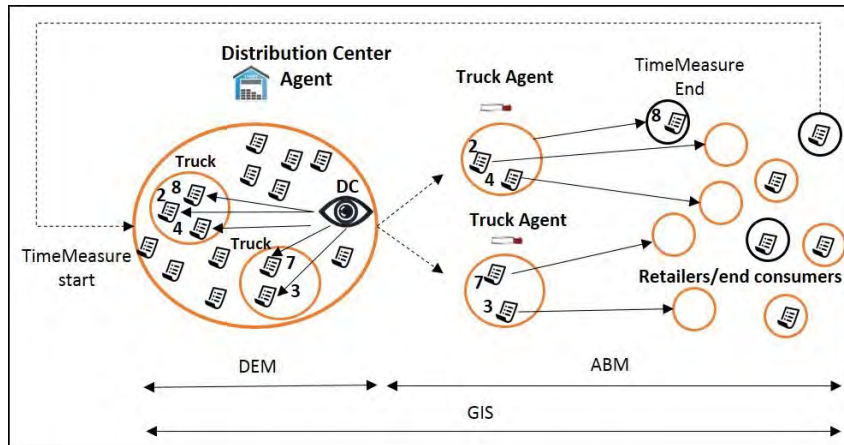 Distribution Center
Agent
Truck Agent
TimeMeasure
End
8
2
4
Truck
2
8
4
DC
Truck
7
3
TimeMeasure
start
Truck Agent
7
3
Retailers/end consumers
DEM
ABM
GIS